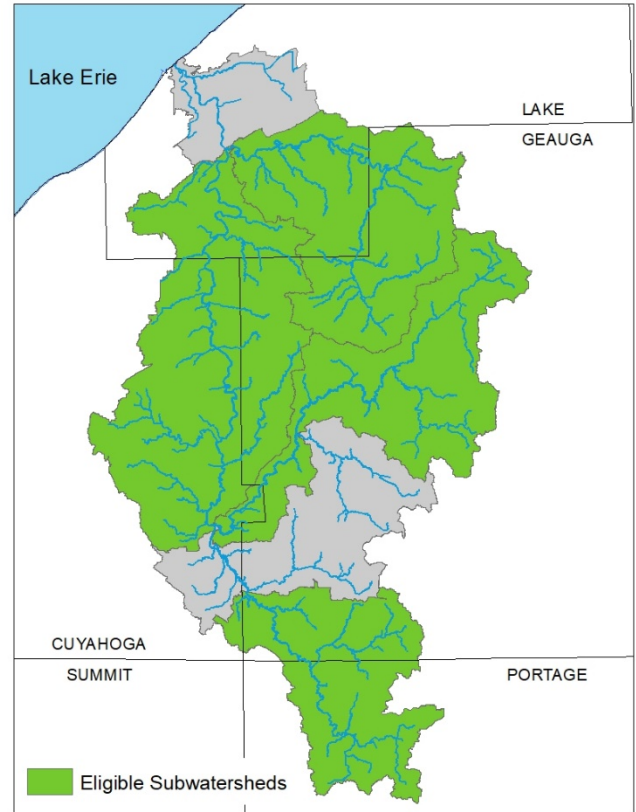 Lake Erie
LAKE
GEAUGA
CUYAHOGA
SUMMIT
PORTAGE
Eligible Subwatersheds